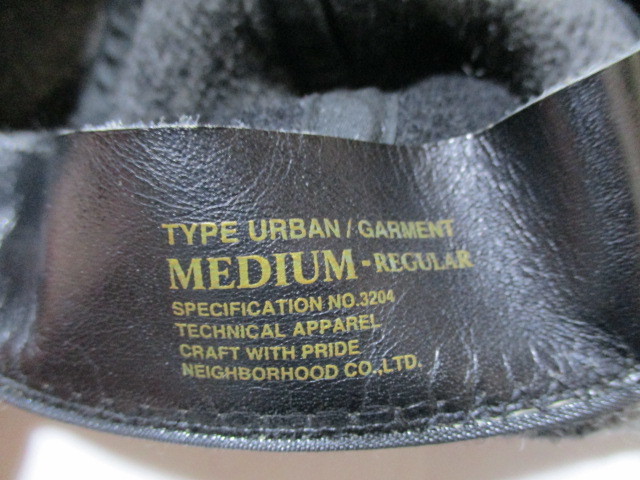 TYPE URBAN / GARMENT
MEDIUM - REGULAR
SPECIFICATION NO.3204
TECHNICAL APPAREL
CRAFT WITH PRIDE
NEIGHBORHOOD CO.,LTD.